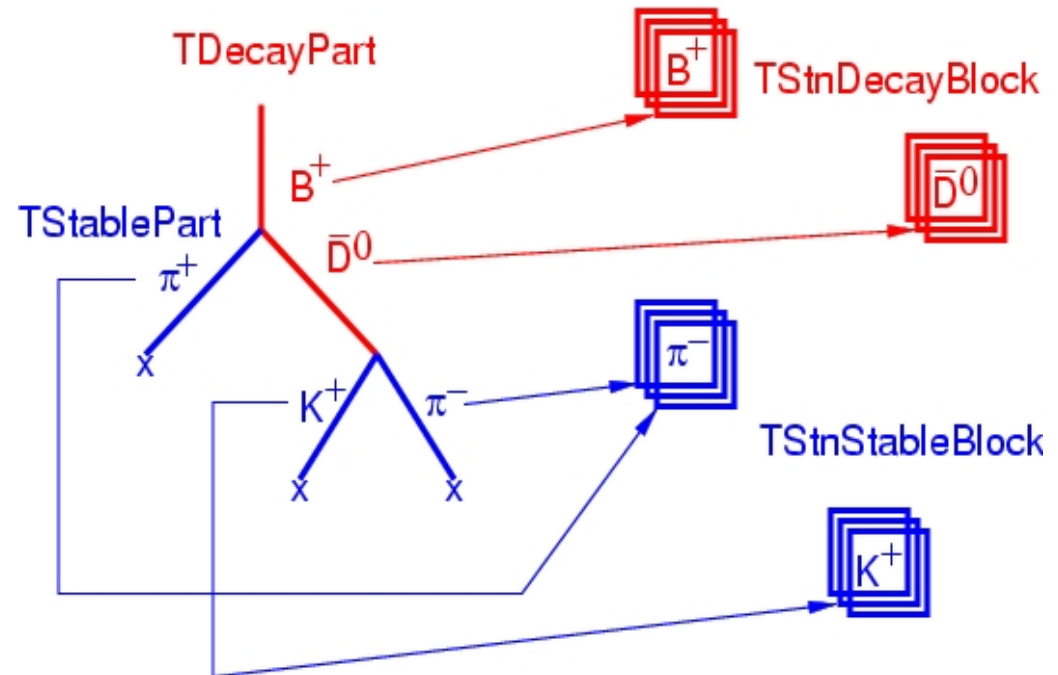 TDecayPart
B⁺
TStnDecayBlock
B⁺
D̄⁰
TStablePart
D̄⁰
π⁺
π⁻
x
K⁺
π⁻
TStnStableBlock
x
x
K⁺